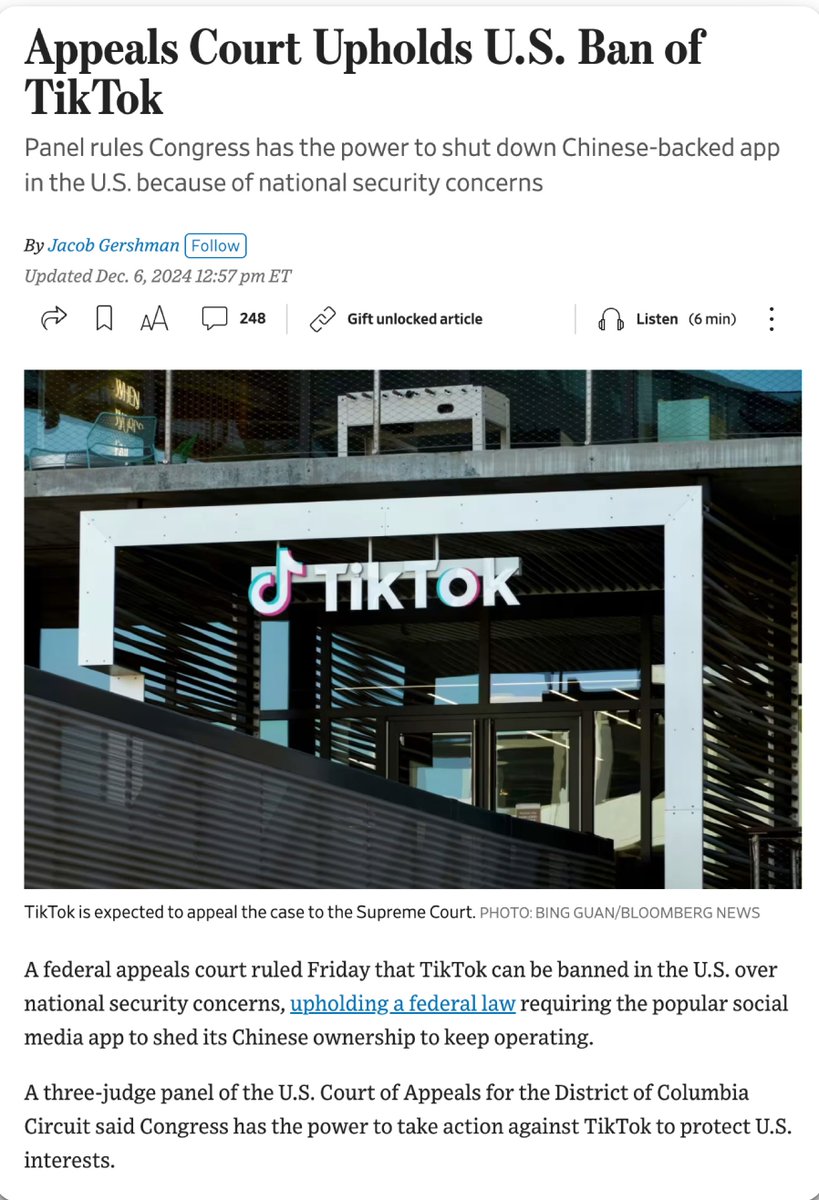 Appeals Court Upholds U.S. Ban of
TikTok
Panel rules Congress has the power to shut down Chinese-backed app
in the U.S. because of national security concerns
By Jacob Gershman Follow
Updated Dec. 6, 2024 12:57 pm ET
AA 248 Gift unlocked article Listen (6 min)
WHEN
TikTok
TikTok is expected to appeal the case to the Supreme Court. PHOTO: BING GUAN/BLOOMBERG NEWS
A federal appeals court ruled Friday that TikTok can be banned in the U.S. over
national security concerns, upholding a federal law requiring the popular social
media app to shed its Chinese ownership to keep operating.
A three-judge panel of the U.S. Court of Appeals for the District of Columbia
Circuit said Congress has the power to take action against TikTok to protect U.S.
interests.